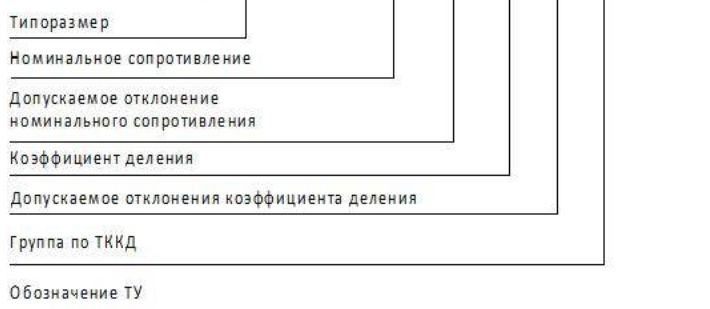 Типоразмер
Номинальное сопротивление
Допускаемое отклонение
номинального сопротивления
Коэффициент деления
Допускаемое отклонения коэффициента деления
Группа по ТККД
Обозначение ТУ